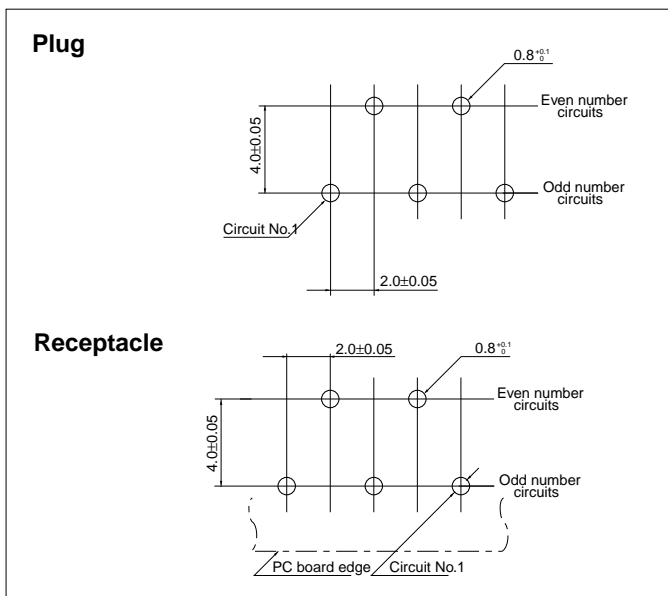 Plug
0.8+0.1 0
Even number
circuits
4.0±0.05
Odd number
circuits
Circuit No.1
2.0±0.05
Receptacle
2.0±0.05
0.8+0.1 0
Even number
circuits
4.0±0.05
Odd number
circuits
PC board edge
Circuit No.1